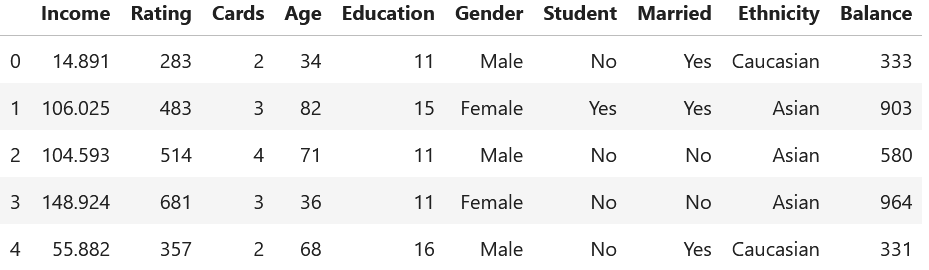 Income Rating Cards Age Education Gender Student Married Ethnicity Balance
0 14.891 283 2 34 11 Male No Yes Caucasian 333
1 106.025 483 3 82 15 Female Yes Yes Asian 903
2 104.593 514 4 71 11 Male No No Asian 580
3 148.924 681 3 36 11 Female No No Asian 964
4 55.882 357 2 68 16 Male No Yes Caucasian 331